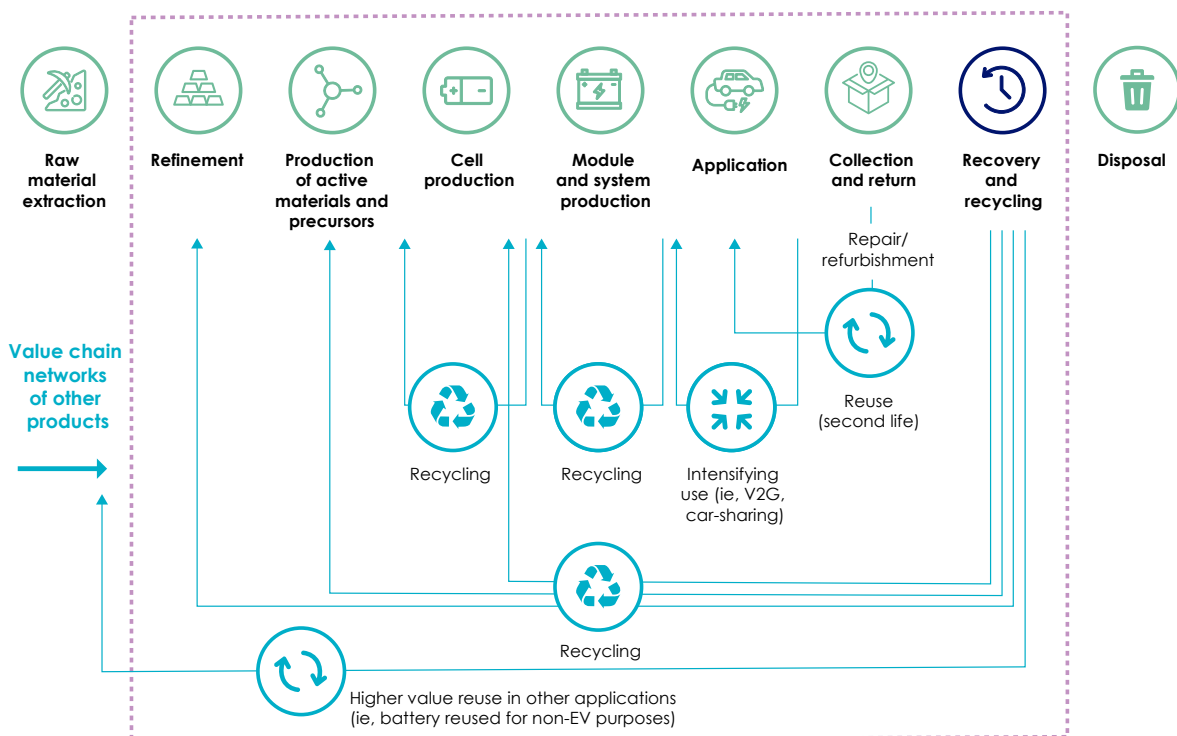 Raw
material
extraction
Refinement
Production
of active
materials and
precursors
Cell
production
Module
and system
production
Application
Collection
and return
Recovery
and
recycling
Disposal
Repair/
refurbishment
Value chain
networks
of other
products
Reuse
(second life)
Recycling
Recycling
Intensifying
use (ie, V2G,
car-sharing)
Recycling
Higher value reuse in other applications
(ie, battery reused for non-EV purposes)